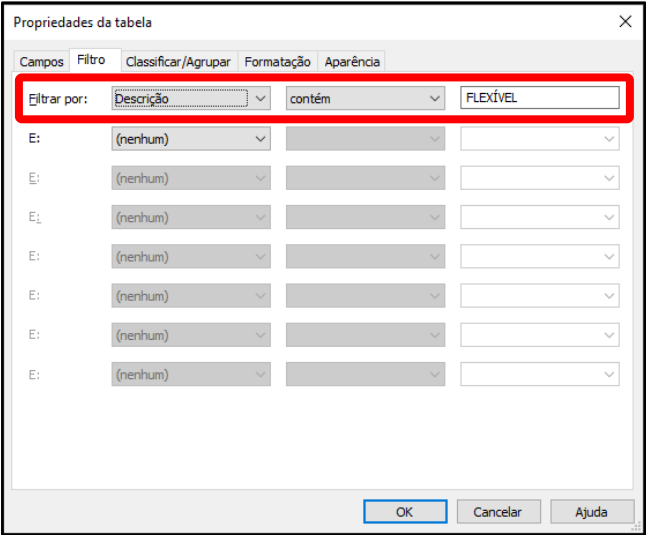 Propriedades da tabela
Campos Filtro Classificar/Agrupar Formatação Aparência
Filtrar por: Descrição contém FLEXÍVEL
E: (nenhum)
E: (nenhum)
E: (nenhum)
E: (nenhum)
E: (nenhum)
E: (nenhum)
E: (nenhum)
OK Cancelar Ajuda